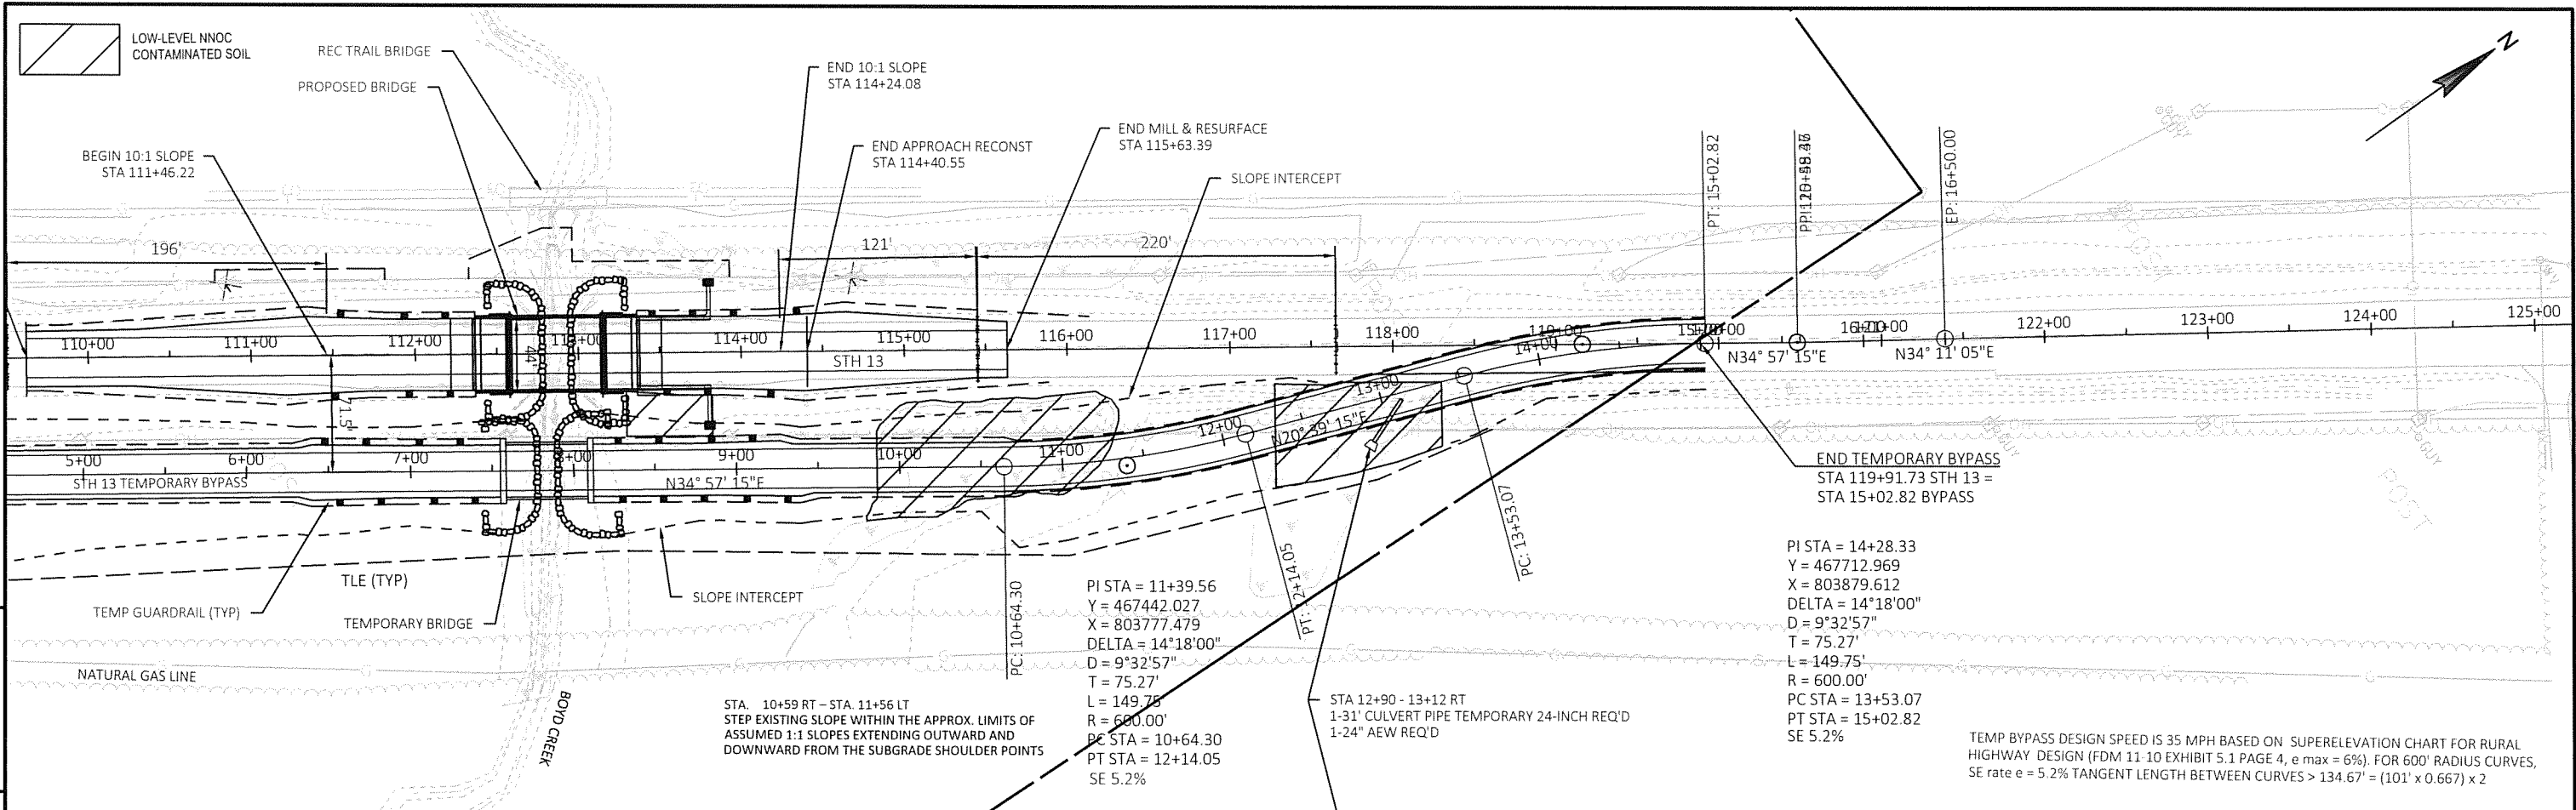 LOW-LEVEL NNOC
CONTAMINATED SOIL
REC TRAIL BRIDGE
PROPOSED BRIDGE
BEGIN 10:1 SLOPE
STA 111+46.22
END 10:1 SLOPE
STA 114+24.08
END APPROACH RECONST
STA 114+40.55
END MILL & RESURFACE
STA 115+63.39
SLOPE INTERCEPT
N
PT: 15+02.82
EP: 16+50.00
196'
121'
220'
110+00
111+00
112+00
114+00
115+00
116+00
117+00
118+00
122+00
123+00
124+00
125+00
44'
STH 13
71.5'
14+00
13+00
12+00
N34° 57' 15"E
N34° 11' 05"E
N20° 39' 15"E
5+00
6+00
7+00
8+00
9+00
10+00
11+00
STH 13 TEMPORARY BYPASS
N34° 57' 15"E
GUY
GUY
POST
END TEMPORARY BYPASS
STA 119+91.73 STH 13 =
STA 15+02.82 BYPASS
PC: 13+53.07
PC: 10+64.30
TLE (TYP)
TEMP GUARDRAIL (TYP)
TEMPORARY BRIDGE
SLOPE INTERCEPT
NATURAL GAS LINE
BOYD CREEK
STA. 10+59 RT – STA. 11+56 LT
STEP EXISTING SLOPE WITHIN THE APPROX. LIMITS OF
ASSUMED 1:1 SLOPES EXTENDING OUTWARD AND
DOWNWARD FROM THE SUBGRADE SHOULDER POINTS
PI STA = 11+39.56
Y = 467442.027
X = 803777.479
DELTA = 14°18'00"
D = 9°32'57"
T = 75.27'
L = 149.75'
R = 600.00'
PC STA = 10+64.30
PT STA = 12+14.05
SE 5.2%
STA 12+90 - 13+12 RT
1-31' CULVERT PIPE TEMPORARY 24-INCH REQ'D
1-24" AEW REQ'D
PI STA = 14+28.33
Y = 467712.969
X = 803879.612
DELTA = 14°18'00"
D = 9°32'57"
T = 75.27'
L = 149.75'
R = 600.00'
PC STA = 13+53.07
PT STA = 15+02.82
SE 5.2%
TEMP BYPASS DESIGN SPEED IS 35 MPH BASED ON SUPERELEVATION CHART FOR RURAL
HIGHWAY DESIGN (FDM 11-10 EXHIBIT 5.1 PAGE 4, e max = 6%). FOR 600' RADIUS CURVES,
SE rate e = 5.2% TANGENT LENGTH BETWEEN CURVES > 134.67' = (101' x 0.667) x 2